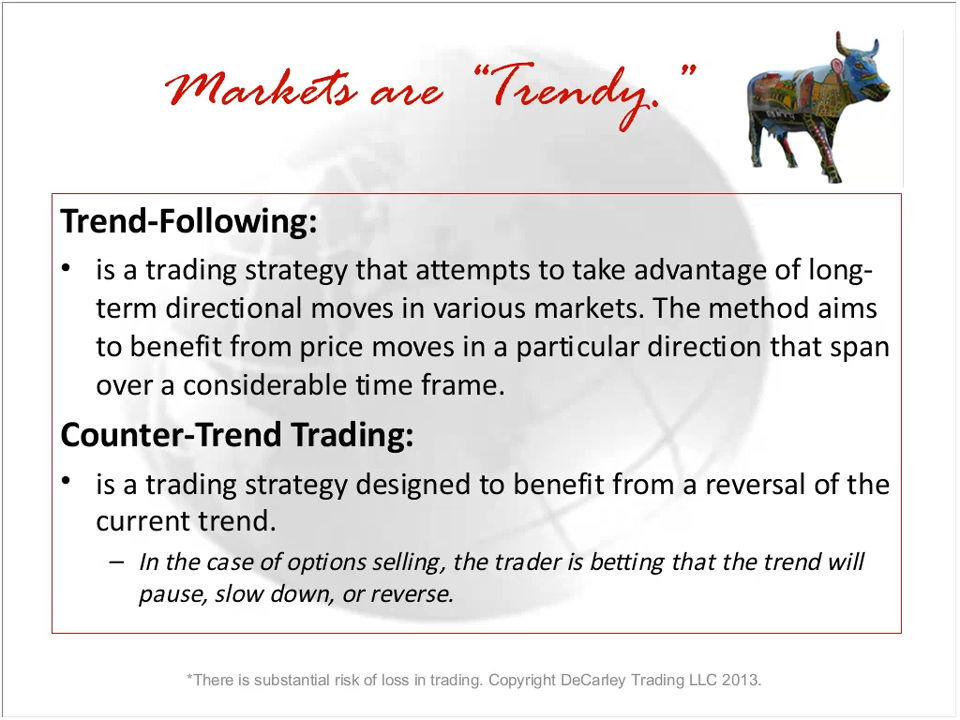 Markets are “Trendy.”
Trend-Following:
• is a trading strategy that attempts to take advantage of long-
term directional moves in various markets. The method aims
to benefit from price moves in a particular direction that span
over a considerable time frame.
Counter-Trend Trading:
• is a trading strategy designed to benefit from a reversal of the
current trend.
– In the case of options selling, the trader is betting that the trend will
pause, slow down, or reverse.
*There is substantial risk of loss in trading. Copyright DeCarley Trading LLC 2013.